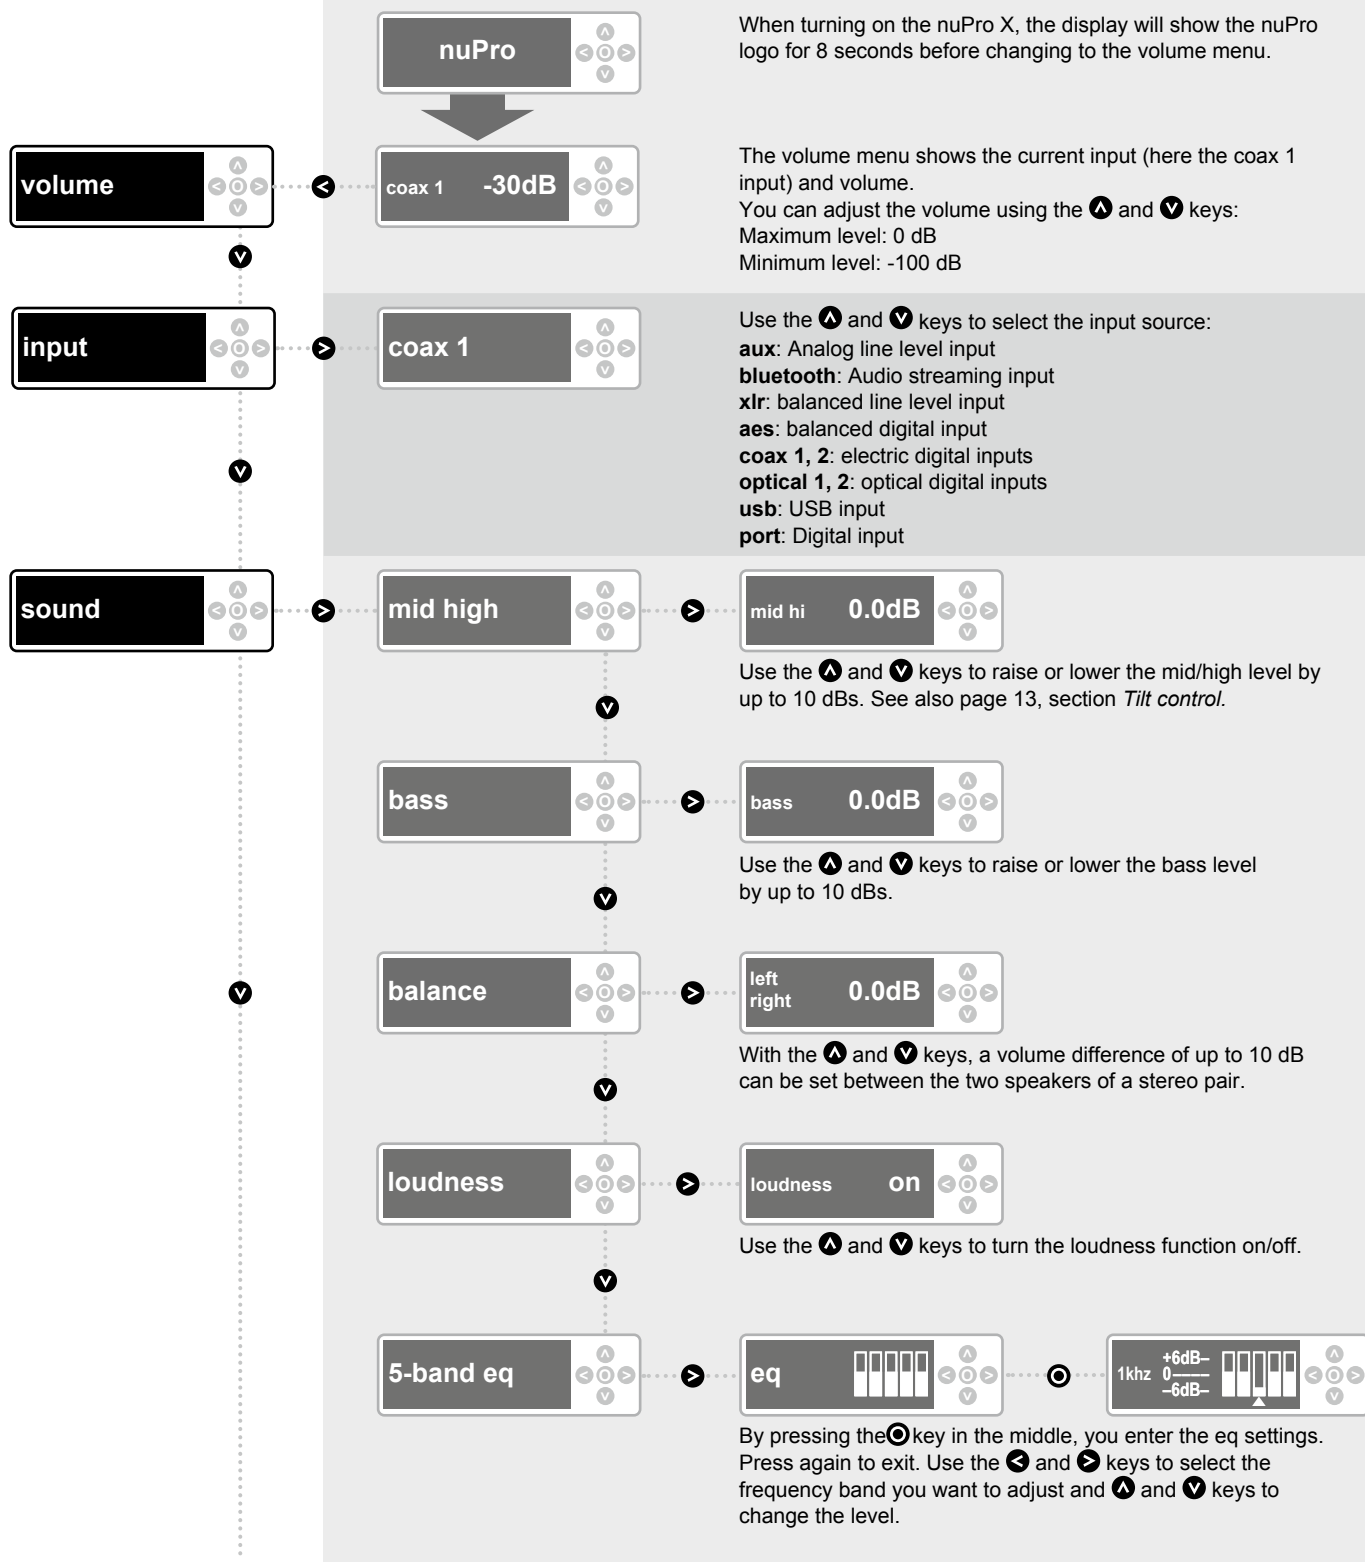 nuPro
When turning on the nuPro X, the display will show the nuPro
logo for 8 seconds before changing to the volume menu.
volume
coax 1 -30dB
The volume menu shows the current input (here the coax 1
input) and volume.
You can adjust the volume using the and keys:
Maximum level: 0 dB
Minimum level: -100 dB
input
coax 1
Use the and keys to select the input source:
aux: Analog line level input
bluetooth: Audio streaming input
xlr: balanced line level input
aes: balanced digital input
coax 1, 2: electric digital inputs
optical 1, 2: optical digital inputs
usb: USB input
port: Digital input
sound
mid high
mid hi 0.0dB
Use the and keys to raise or lower the mid/high level by
up to 10 dBs. See also page 13, section Tilt control.
bass
bass 0.0dB
Use the and keys to raise or lower the bass level
by up to 10 dBs.
balance
left
right 0.0dB
With the and keys, a volume difference of up to 10 dB
can be set between the two speakers of a stereo pair.
loudness
loudness on
Use the and keys to turn the loudness function on/off.
5-band eq
eq
+6dB–
1khz 0––––
–6dB–
By pressing the key in the middle, you enter the eq settings.
Press again to exit. Use the and keys to select the
frequency band you want to adjust and and keys to
change the level.